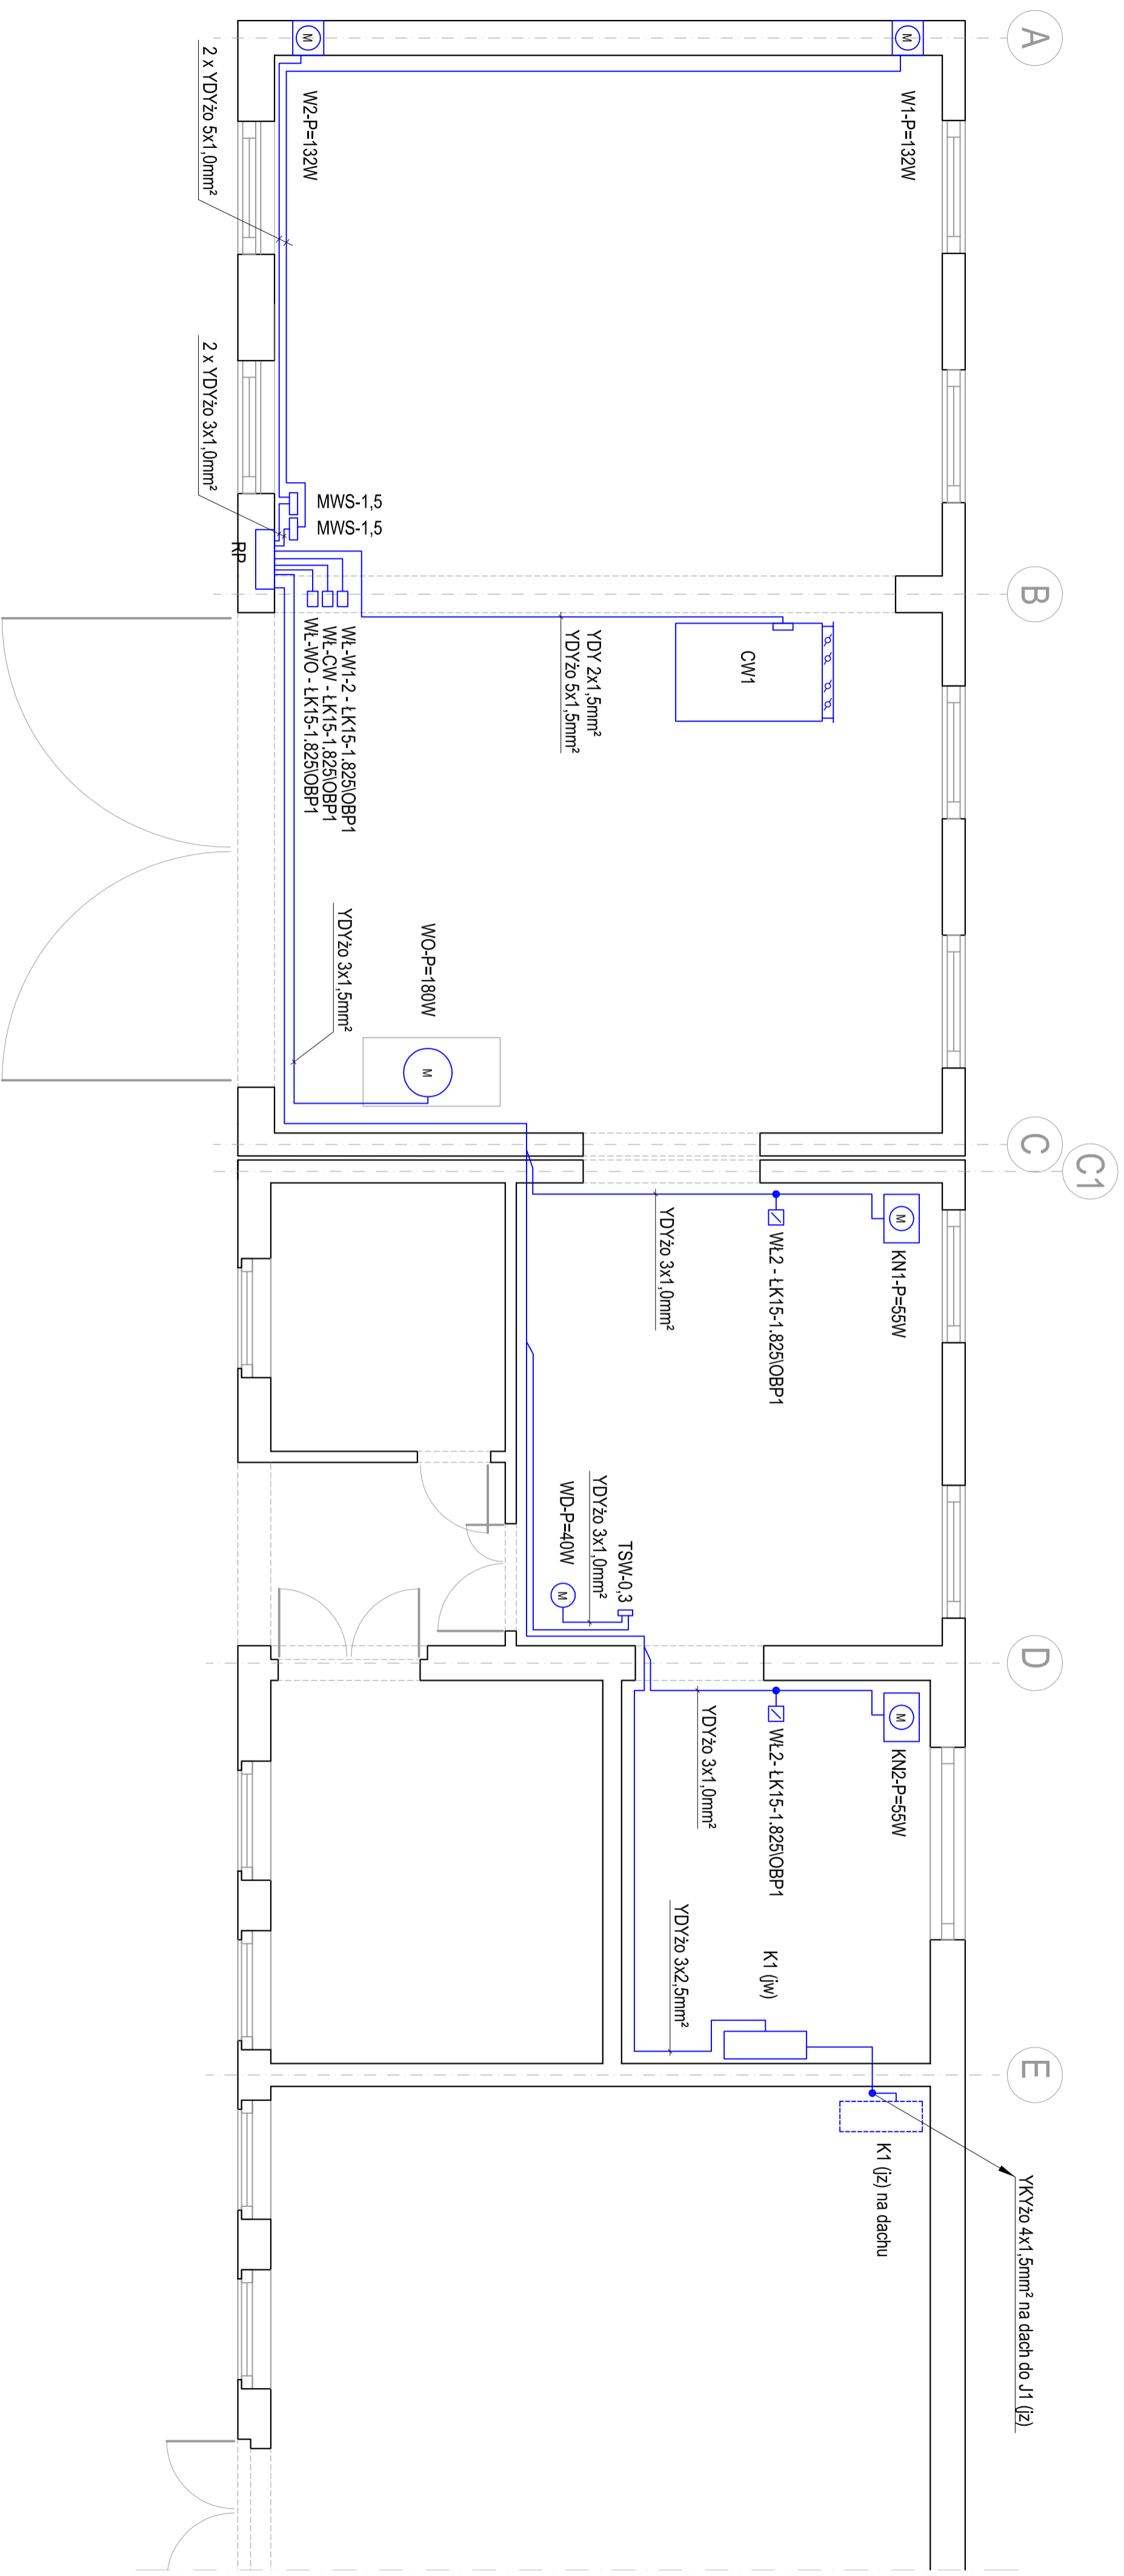 A
B
C
C1
D
E
M
M
W1-P=132W
W2-P=132W
2 x YDYżo 5x1,0mm²
2 x YDYżo 3x1,0mm²
MWS-1,5
MWS-1,5
RP
WŁ-W1-2 - ŁK15-1.825\OBP1
WŁ-CW - ŁK15-1.825\OBP1
WŁ-WO - ŁK15-1.825\OBP1
CW1
YDY 2x1,5mm²
YDYżo 5x1,5mm²
YDYżo 3x1,5mm²
WO-P=180W
M
M
KN1-P=55W
WŁ2 - ŁK15-1.825\OBP1
YDYżo 3x1,0mm²
TSW-0,3
YDYżo 3x1,0mm²
WD-P=40W
M
M
KN2-P=55W
WŁ2- ŁK15-1.825\OBP1
YDYżo 3x1,0mm²
YDYżo 3x2,5mm²
K1 (jw)
K1 (jz) na dachu
YKYżo 4x1,5mm² na dach do J1 (jz)